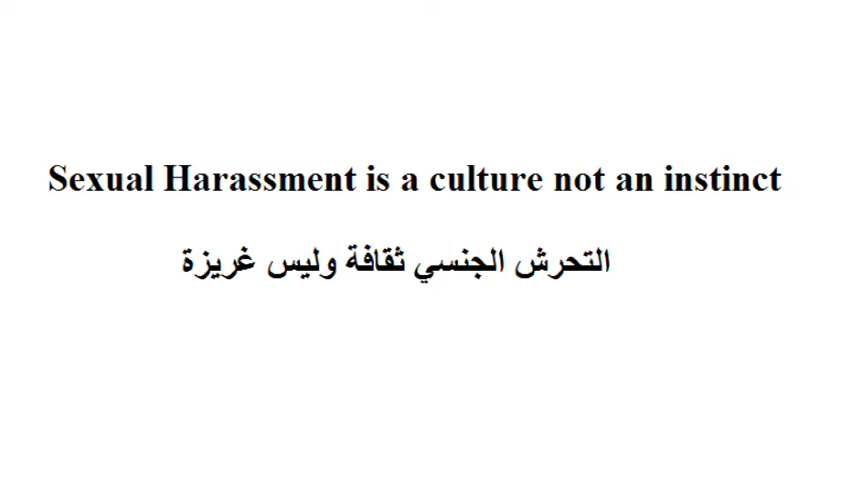 Sexual Harassment is a culture not an instinct
التحرش الجنسي ثقافة وليس غريزة